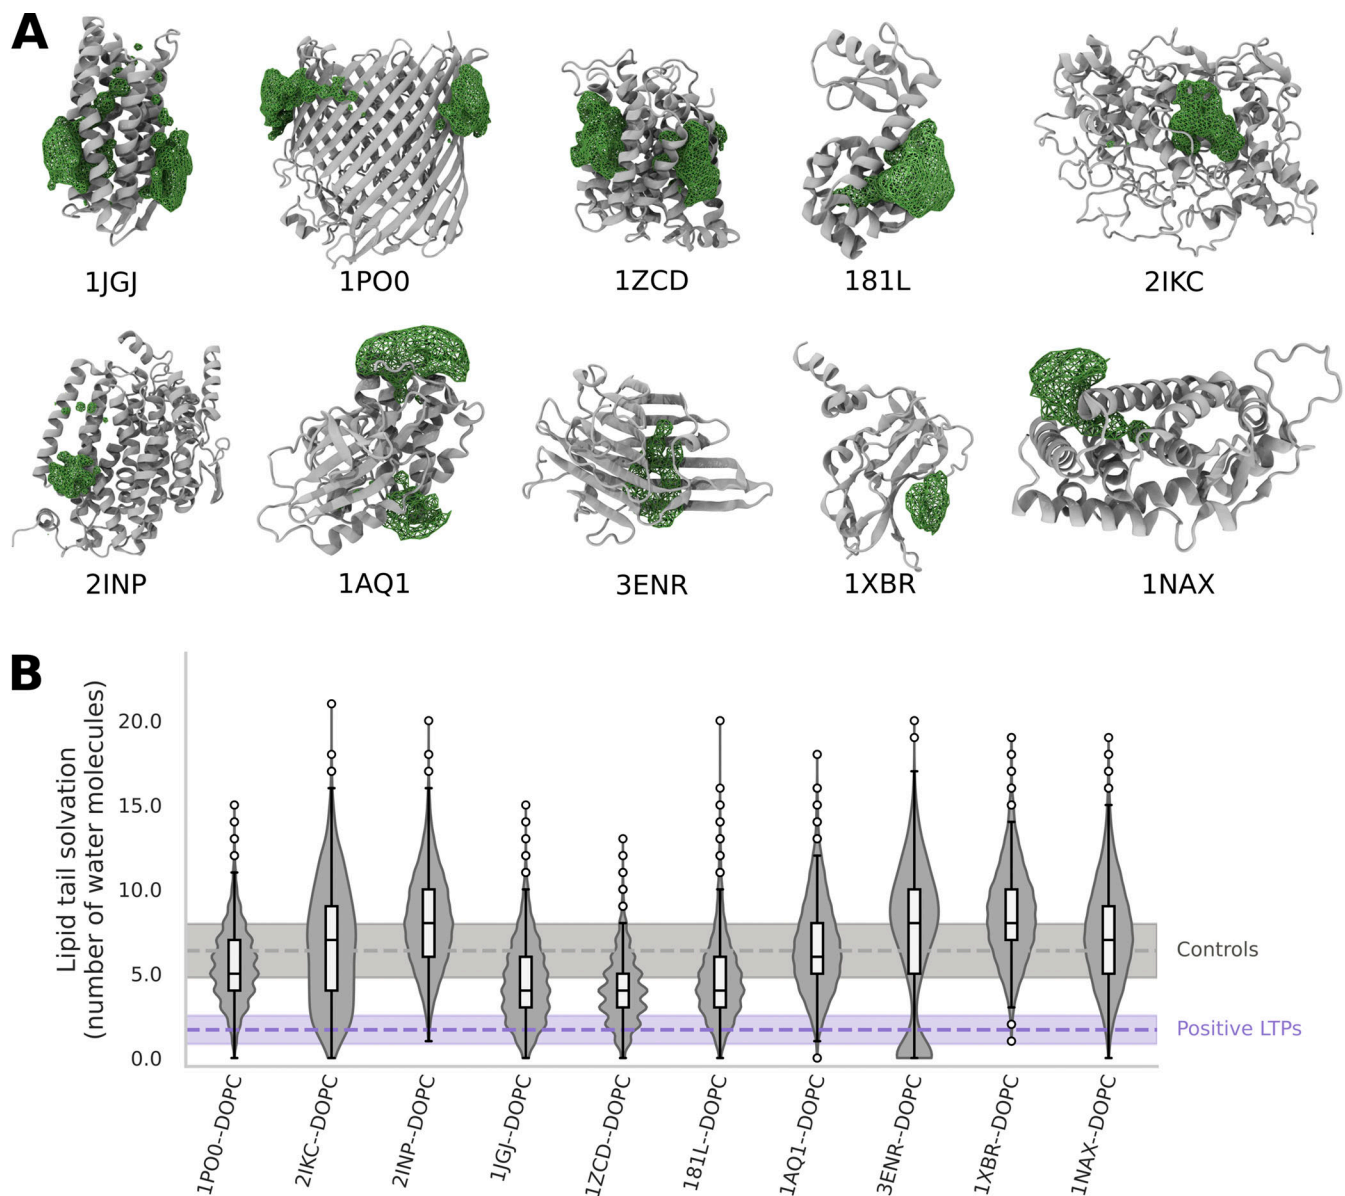 A
1JGJ
1PO0
1ZCD
181L
2IKC
2INP
1AQ1
3ENR
1XBR
1NAX
B
Lipid tail solvation
(number of water molecules)
20.0
15.0
10.0
5.0
0.0
Controls
Positive LTPs
1PO0--DOPC
2IKC--DOPC
2INP--DOPC
1JGJ--DOPC
1ZCD--DOPC
181L--DOPC
1AQ1--DOPC
3ENR--DOPC
1XBR--DOPC
1NAX--DOPC